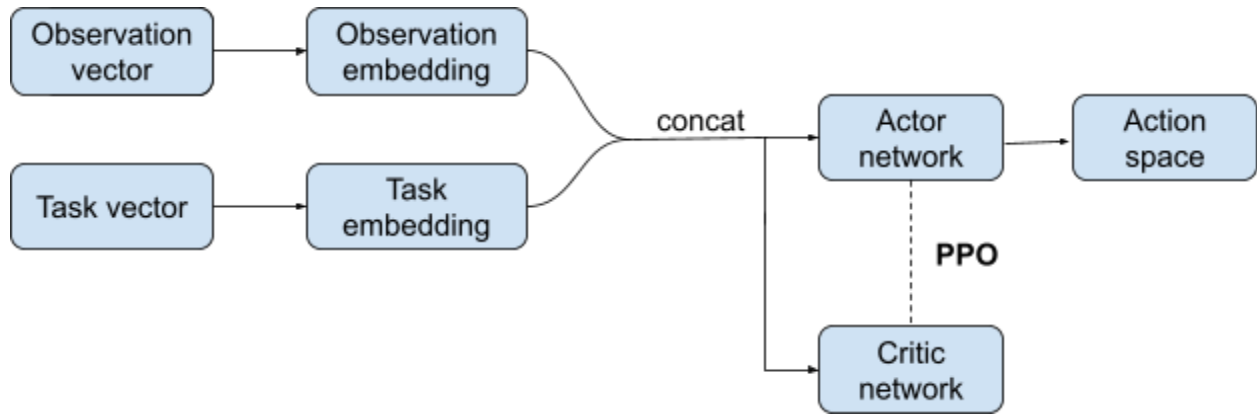 Observation
vector
Observation
embedding
Task vector
Task
embedding
concat
Actor
network
Action
space
PPO
Critic
network